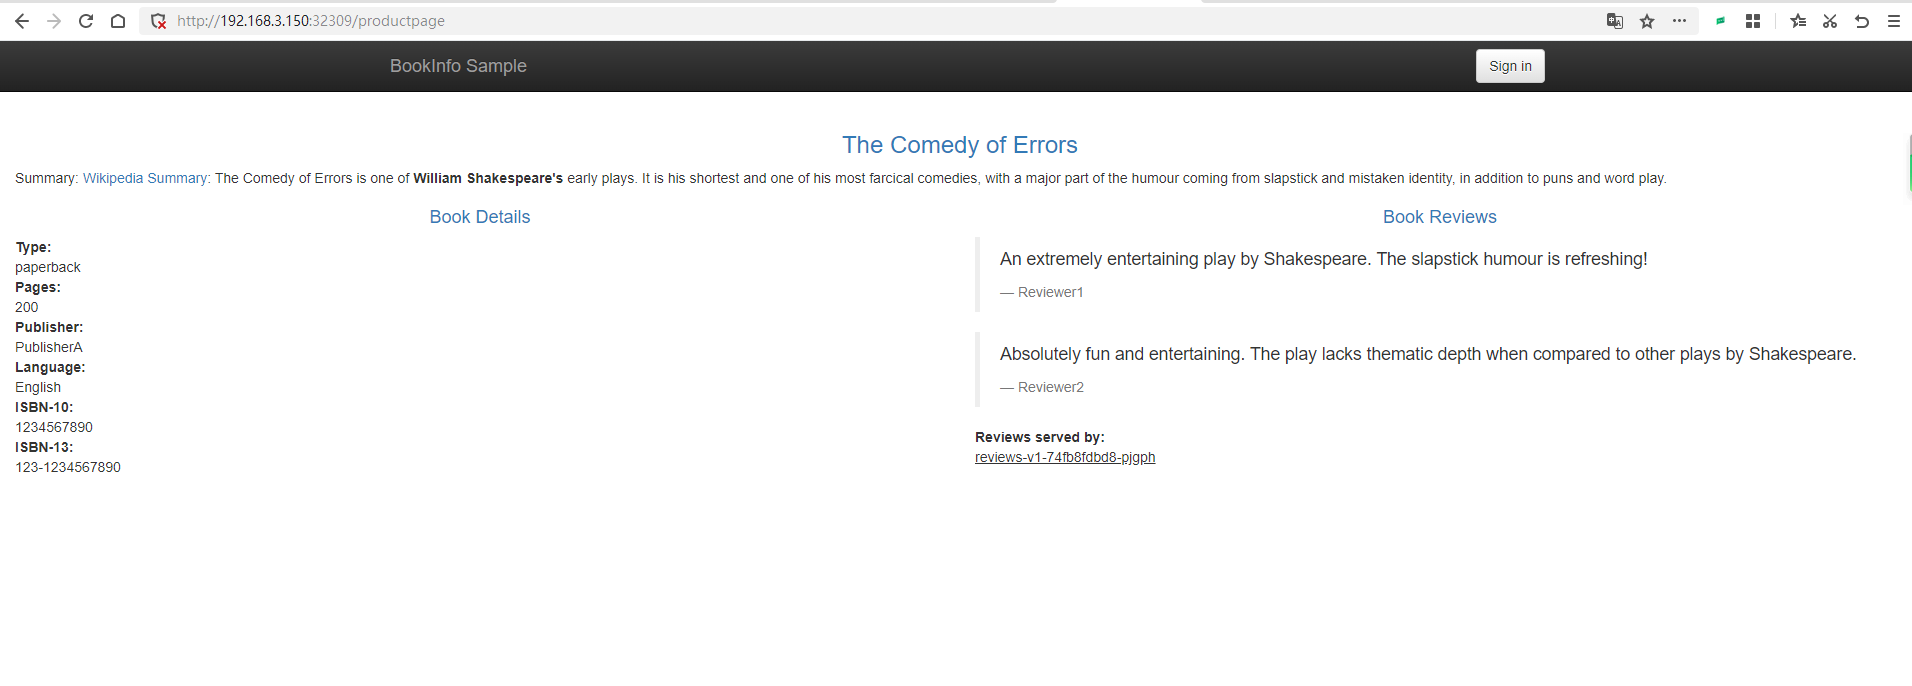 http://192.168.3.150:32309/productpage
BookInfo Sample
Sign in
The Comedy of Errors
Summary: Wikipedia Summary: The Comedy of Errors is one of William Shakespeare's early plays. It is his shortest and one of his most farcical comedies, with a major part of the humour coming from slapstick and mistaken identity, in addition to puns and word play.
Book Details
Type:
paperback
Pages:
200
Publisher:
PublisherA
Language:
English
ISBN-10:
1234567890
ISBN-13:
123-1234567890
Book Reviews
An extremely entertaining play by Shakespeare. The slapstick humour is refreshing!
— Reviewer1
Absolutely fun and entertaining. The play lacks thematic depth when compared to other plays by Shakespeare.
— Reviewer2
Reviews served by:
reviews-v1-74fb8fdbd8-pjgph